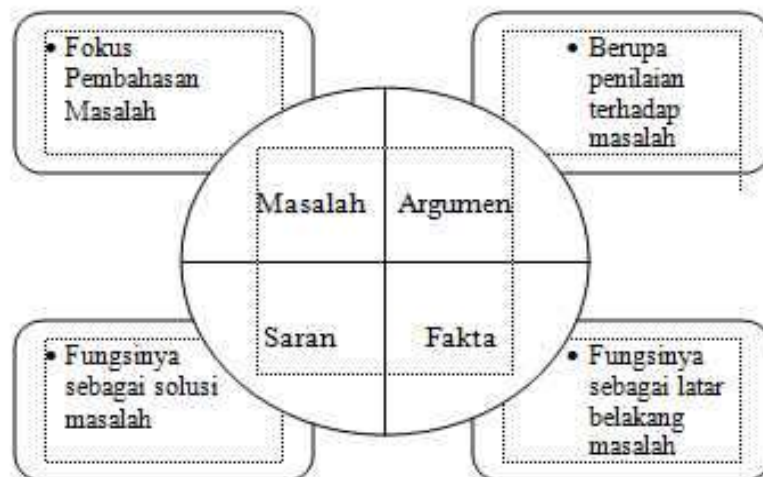 • Fokus
Pembahasan
Masalah
• Berupa
penilaian
terhadap
masalah
Masalah
Argumen
Saran
Fakta
• Fungsinya
sebagai solusi
masalah
• Fungsinya
sebagai latar
belakang
masalah